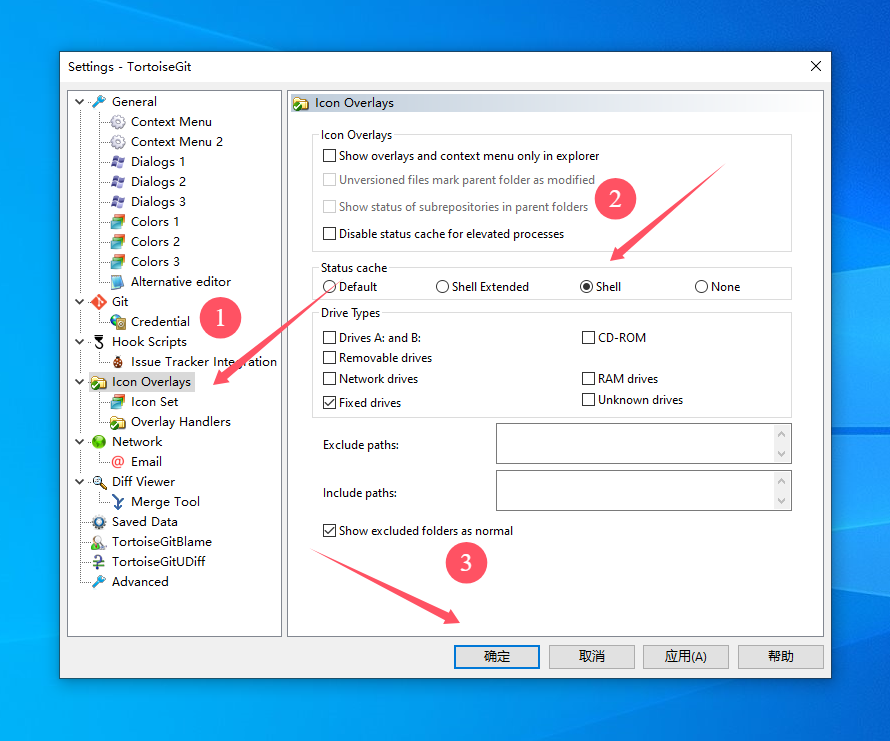 Settings - TortoiseGit
General
Context Menu
Context Menu 2
Dialogs 1
Dialogs 2
Dialogs 3
Colors 1
Colors 2
Colors 3
Alternative editor
Git
Credential
1
Hook Scripts
Issue Tracker Integration
Icon Overlays
Icon Set
Overlay Handlers
Network
Email
Diff Viewer
Merge Tool
Saved Data
TortoiseGitBlame
TortoiseGitUDiff
Advanced
Icon Overlays
Icon Overlays
Show overlays and context menu only in explorer
Unversioned files mark parent folder as modified
2
Show status of subrepositories in parent folders
Disable status cache for elevated processes
Status cache
Default Shell Extended Shell None
Drive Types
Drives A: and B: CD-ROM
Removable drives
Network drives RAM drives
Fixed drives Unknown drives
Exclude paths:
Include paths:
Show excluded folders as normal
3
确定 取消 应用(A) 帮助